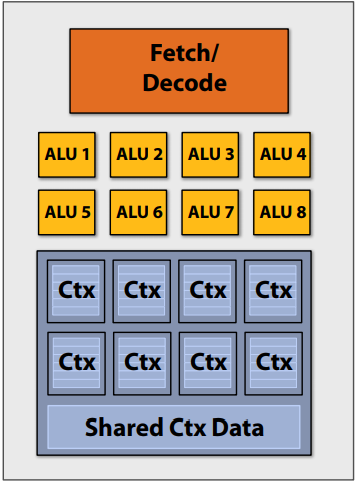 Fetch/
Decode
ALU 1 ALU 2 ALU 3 ALU 4
ALU 5 ALU 6 ALU 7 ALU 8
Ctx Ctx Ctx Ctx
Ctx Ctx Ctx Ctx
Shared Ctx Data